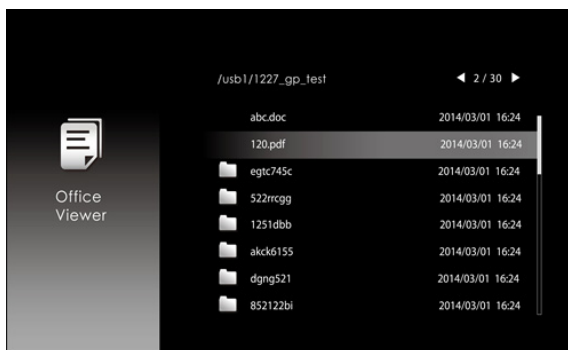 /usb1/1227_gp_test ◀ 2 / 30 ▶
abc.doc 2014/03/01 16:24
120.pdf 2014/03/01 16:24
egtc745c 2014/03/01 16:24
522rrcgg 2014/03/01 16:24
1251dbb 2014/03/01 16:24
akck6155 2014/03/01 16:24
dgng521 2014/03/01 16:24
852122bi 2014/03/01 16:24
Office
Viewer